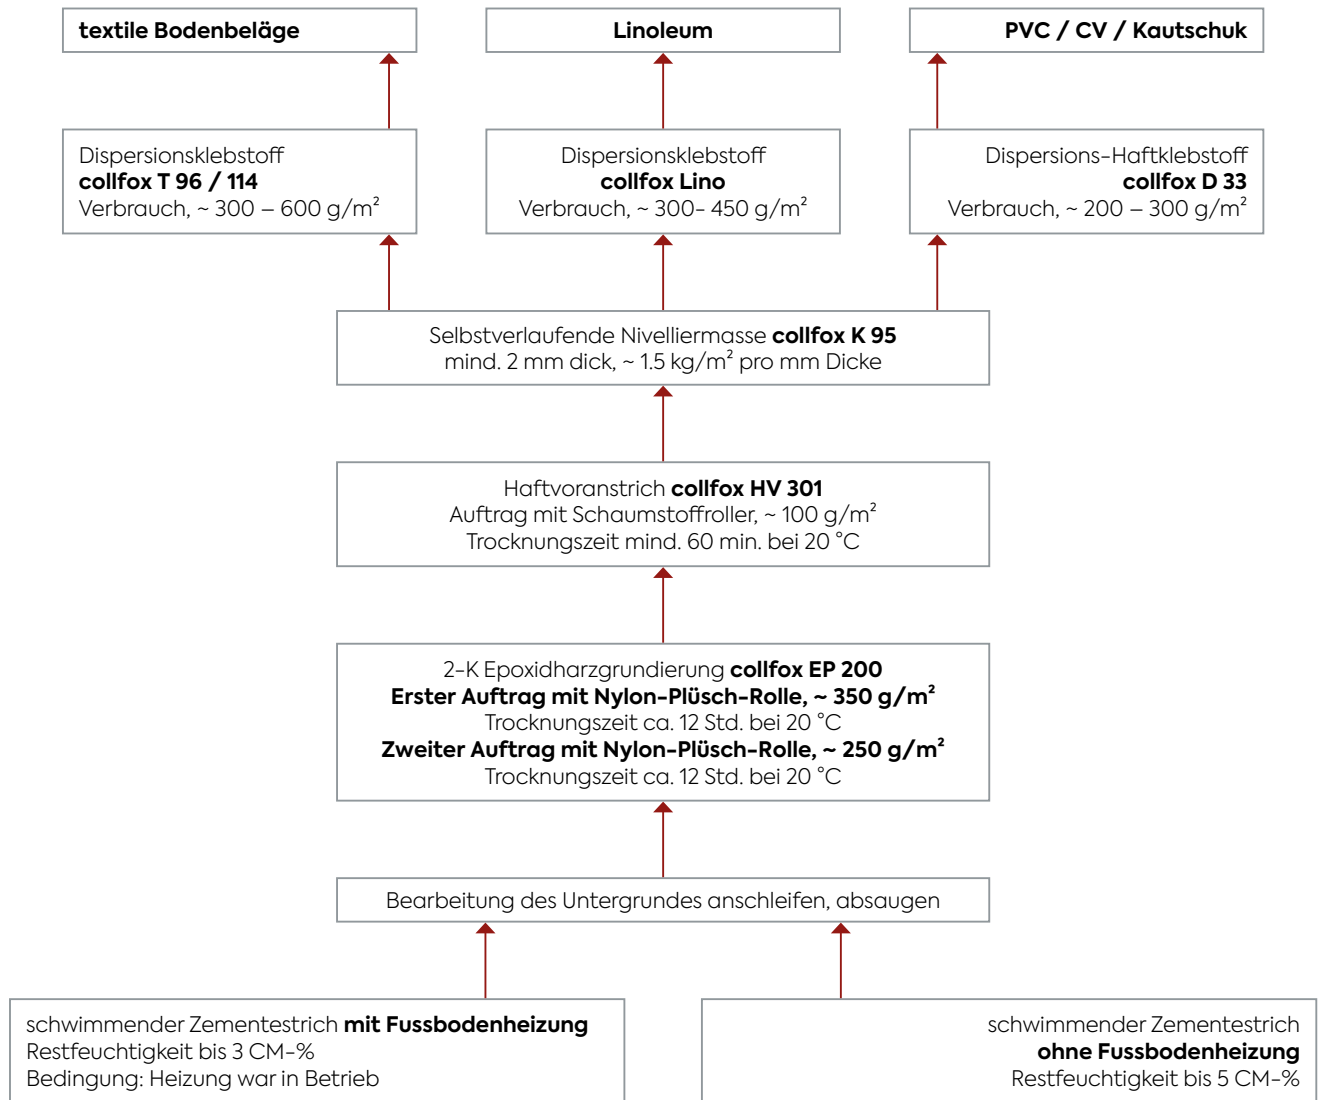 textile Bodenbeläge
Linoleum
PVC / CV / Kautschuk
Dispersionsklebstoff
collfox T 96 / 114
Verbrauch, ~ 300 – 600 g/m²
Dispersionsklebstoff
collfox Lino
Verbrauch, ~ 300- 450 g/m²
Dispersions-Haftklebstoff
collfox D 33
Verbrauch, ~ 200 – 300 g/m²
Selbstverlaufende Nivelliermasse collfox K 95
mind. 2 mm dick, ~ 1.5 kg/m² pro mm Dicke
Haftvoranstrich collfox HV 301
Auftrag mit Schaumstoffroller, ~ 100 g/m²
Trocknungszeit mind. 60 min. bei 20 °C
2-K Epoxidharzgrundierung collfox EP 200
Erster Auftrag mit Nylon-Plüsch-Rolle, ~ 350 g/m²
Trocknungszeit ca. 12 Std. bei 20 °C
Zweiter Auftrag mit Nylon-Plüsch-Rolle, ~ 250 g/m²
Trocknungszeit ca. 12 Std. bei 20 °C
Bearbeitung des Untergrundes anschleifen, absaugen
schwimmender Zementestrich mit Fussbodenheizung
Restfeuchtigkeit bis 3 CM-%
Bedingung: Heizung war in Betrieb
schwimmender Zementestrich
ohne Fussbodenheizung
Restfeuchtigkeit bis 5 CM-%